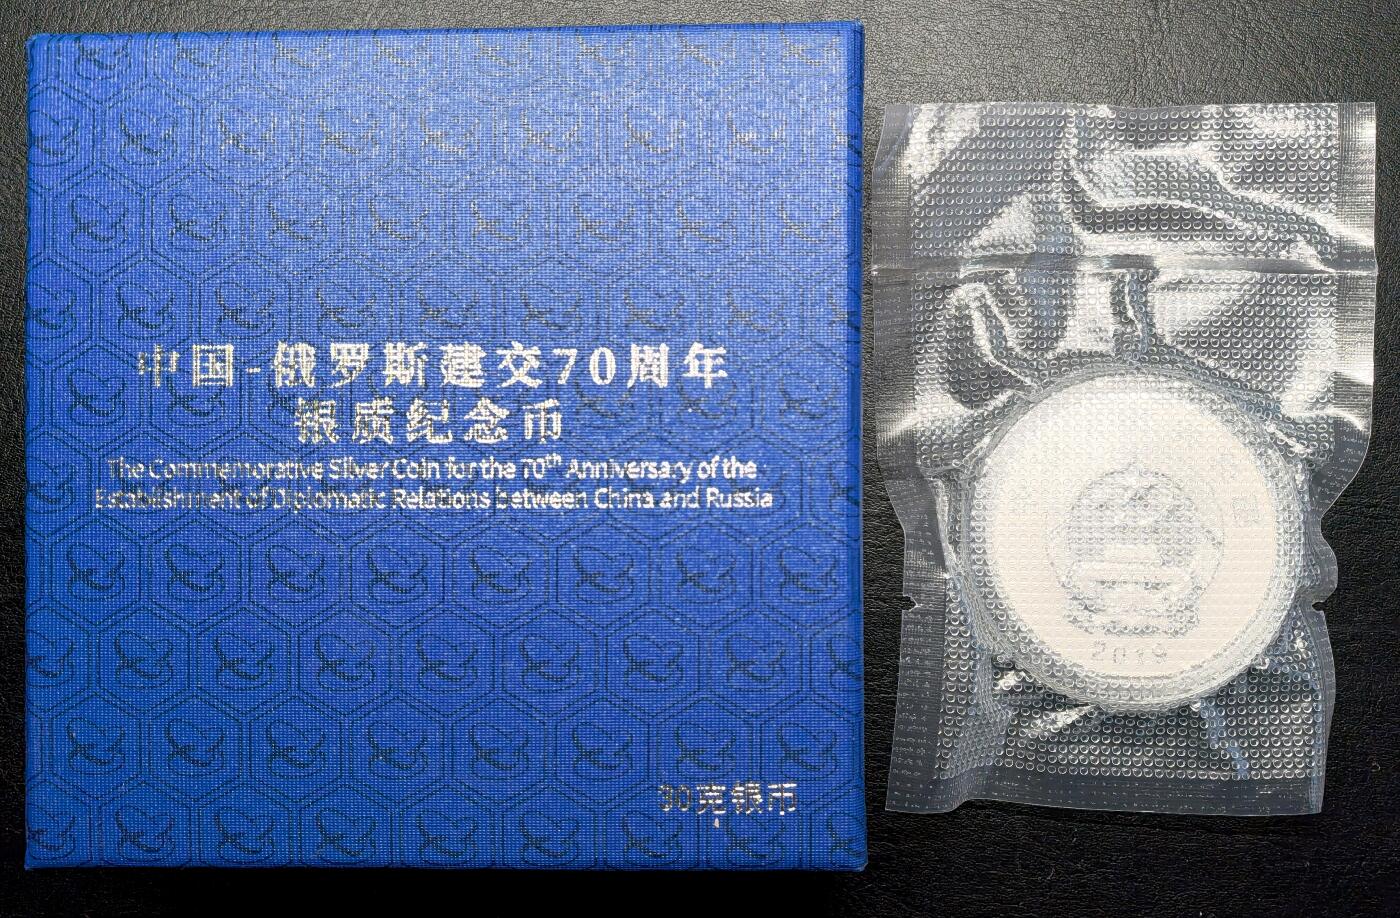 中国-俄罗斯建交70周年
银质纪念币
The Commemorative Silver Coin for the 70th Anniversary of the
Establishment of Diplomatic Relations between China and Russia
30克银币
2019